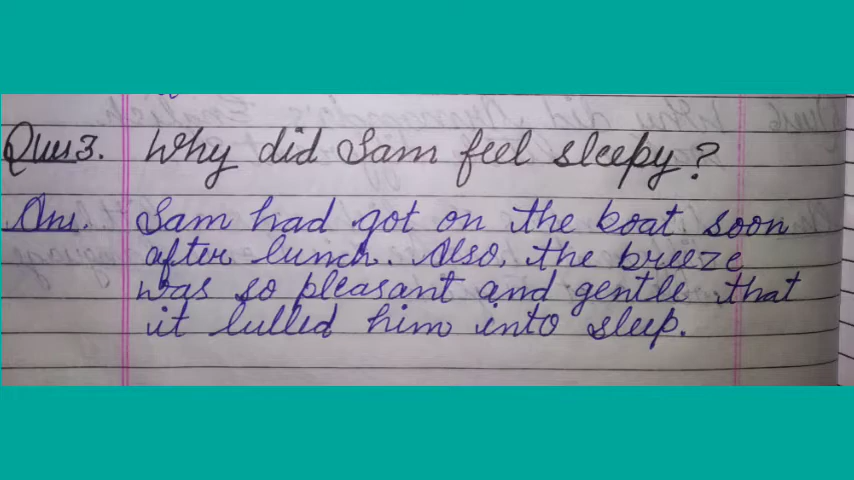 Ques 3. Why did Sam feel sleepy?
Ans. Sam had got on the boat soon
after lunch. Also, the breeze
was so pleasant and gentle that
it lulled him into sleep.